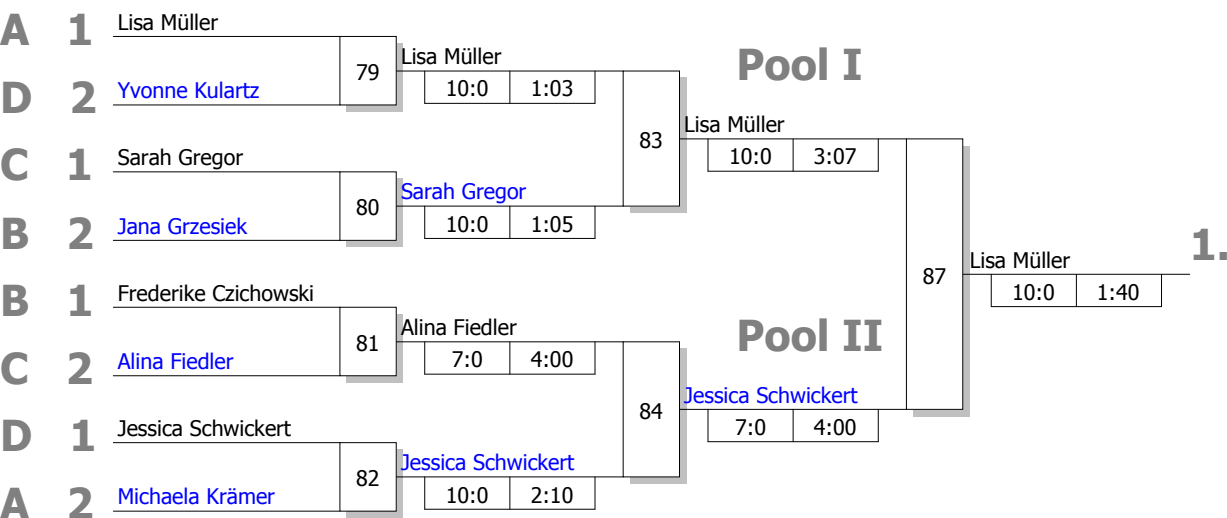 A 1 Lisa Müller
79 Lisa Müller
10:0 1:03
D 2 Yvonne Kulartz
Pool I
83 Lisa Müller
10:0 3:07
C 1 Sarah Gregor
80 Sarah Gregor
10:0 1:05
B 2 Jana Grzesiek
87 Lisa Müller 1.
10:0 1:40
B 1 Frederike Czichowski
81 Alina Fiedler
7:0 4:00
C 2 Alina Fiedler
Pool II
84 Jessica Schwickert
7:0 4:00
D 1 Jessica Schwickert
82 Jessica Schwickert
10:0 2:10
A 2 Michaela Krämer